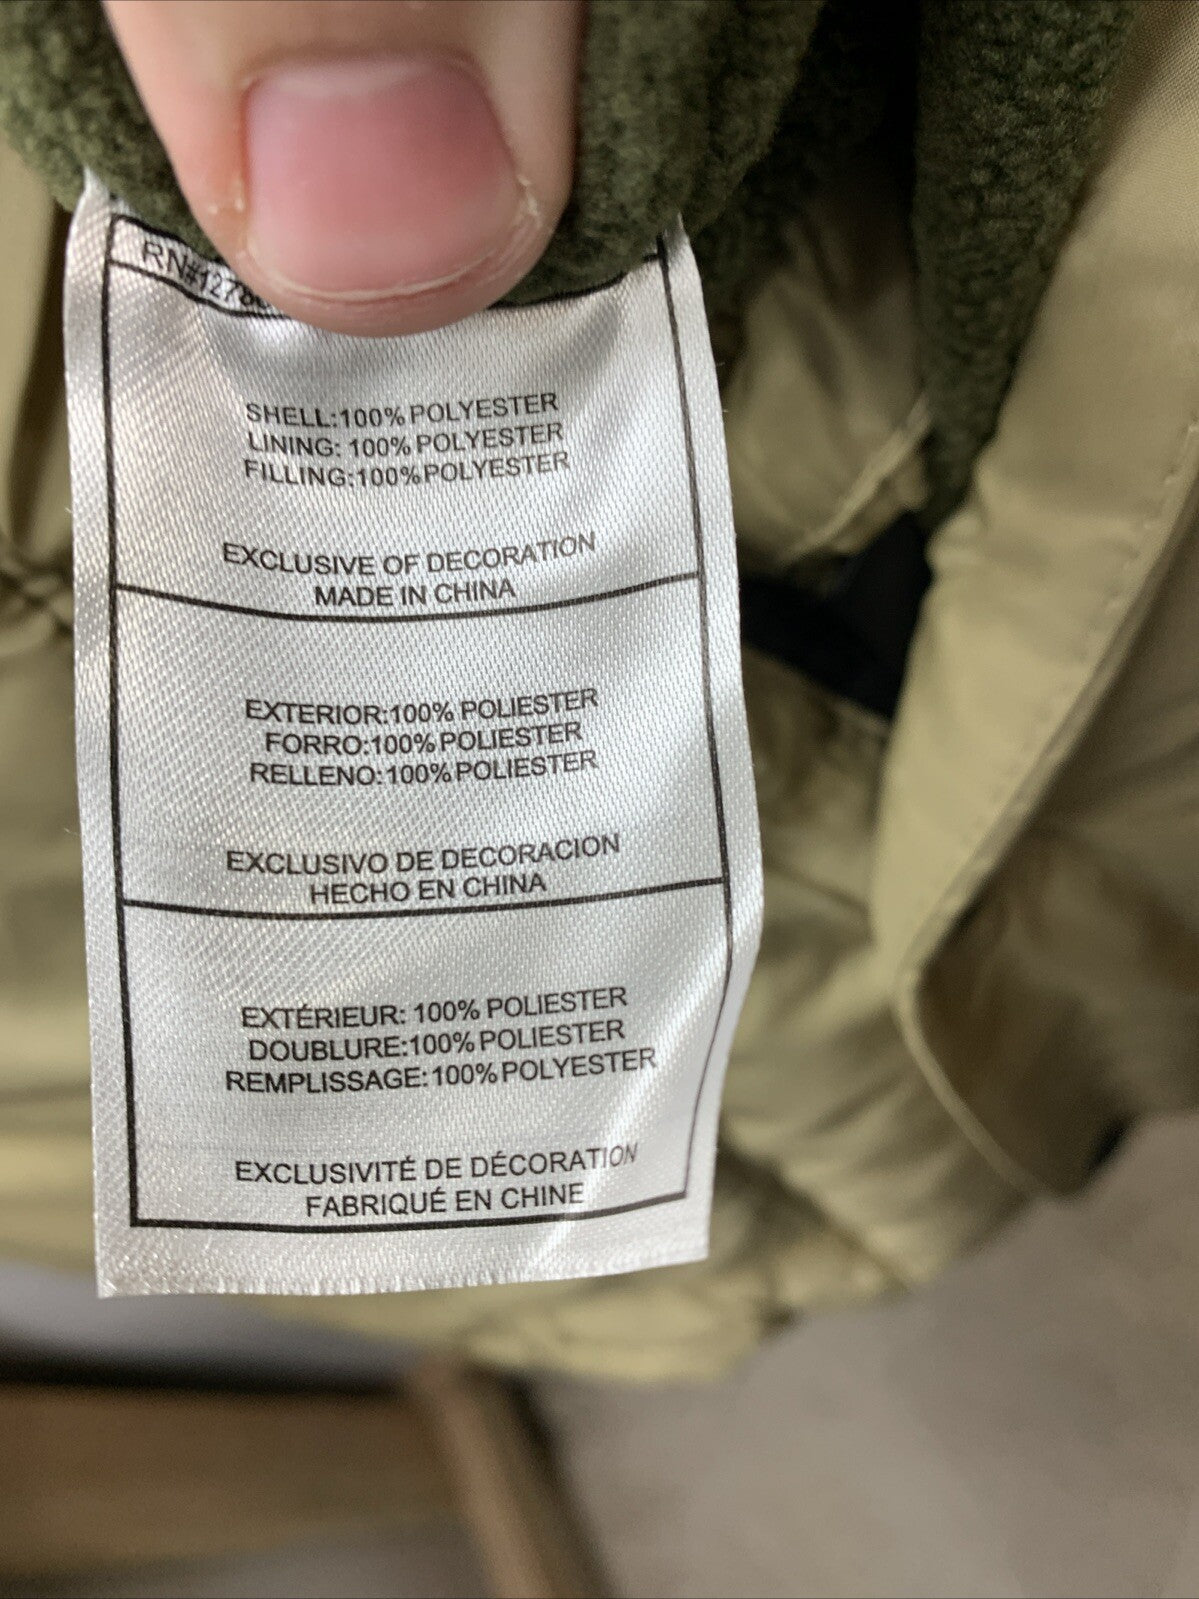 SHELL:100% POLYESTER
LINING: 100% POLYESTER
FILLING:100%POLYESTER
EXCLUSIVE OF DECORATION
MADE IN CHINA
EXTERIOR:100% POLIESTER
FORRO:100%POLIESTER
RELLENO:100%POLIESTER
EXCLUSIVO DE DECORACION
HECHO EN CHINA
EXTÉRIEUR: 100% POLIESTER
DOUBLURE:100%POLIESTER
REMPLISSAGE:100%POLYESTER
EXCLUSIVITÉ DE DÉCORATION
FABRIQUÉ EN CHINE